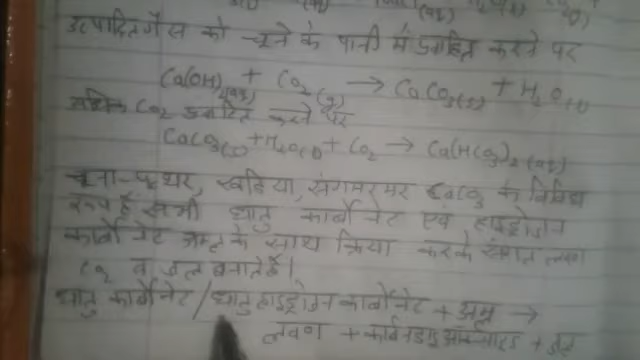 उत्पादित गैस को चूने के पानी में प्रवाहित करने पर
Ca(OH)₂(aq) + CO₂(g) → CaCO₃(s) + H₂O(l)
अधिक CO₂ प्रवाहित करने पर
CaCO₃(s) + H₂O(l) + CO₂ → Ca(HCO₃)₂(aq)
चूना-पत्थर, खड़िया, संगमरमर CaCO₃ के विविध
रूप हैं सभी धातु कार्बोनेट एवं हाइड्रोजन
कार्बोनेट अम्ल के साथ क्रिया करके संगत लवण
CO₂ व जल बनाते हैं।
धातु कार्बोनेट/धातु हाइड्रोजन कार्बोनेट + अम्ल →
लवण + कार्बनडाइऑक्साइड + जल